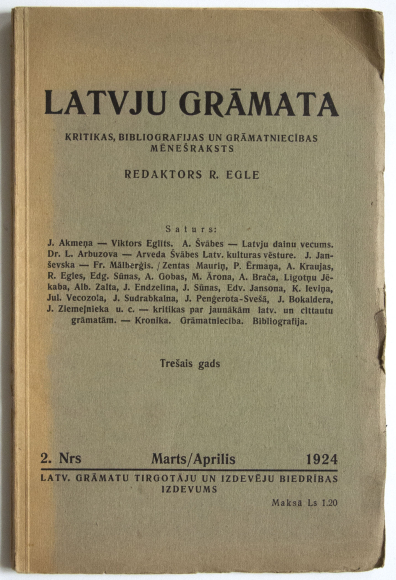 LATVJU GRĀMATA
KRITIKAS, BIBLIOGRAFIJAS UN GRĀMATNIECĪBAS
MĒNEŠRAKSTS
REDAKTORS R. EGLE
Saturs:
J. Akmeņa — Viktors Eglīts. A. Švābes — Latvju dainu vecums.
Dr. L. Arbuzova — Arveda Švābes Latv. kulturas vēsture. J. Jan-
ševska — Fr. Mālberģis. / Zentas Mauriņ, P. Ērmaņa, A. Kraujas,
R. Egles, Edg. Sūnas, A. Gobas, M. Ārona, A. Brača, Ligotņu Jē-
kaba, Alb. Zalta, J. Endzelina, J. Sūnas, Edv. Jansona, K. Ieviņa,
Jul. Vecozola, J. Sudrabkalna, J. Peņģerota-Svešā, J. Bokaldera,
J. Ziemeļnieka u. c. — kritikas par jaunākām latv. un cittautu
grāmatām. — Kronika. Grāmatniecība. Bibliografija.
Trešais gads
2. Nrs Marts/Aprilis 1924
LATV. GRĀMATU TIRGOTĀJU UN IZDEVĒJU BIEDRĪBAS
IZDEVUMS
Maksā Ls 1.20